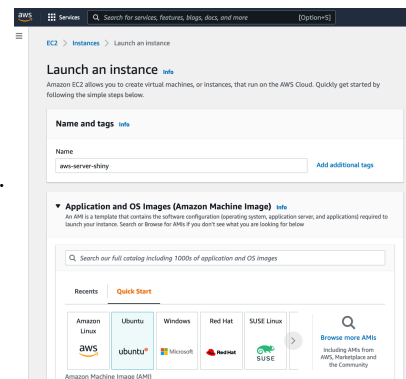 aws
Services
Search for services, features, blogs, docs, and more
[Option+S]
EC2 > Instances > Launch an instance
Launch an instance Info
Amazon EC2 allows you to create virtual machines, or instances, that run on the AWS Cloud. Quickly get started by
following the simple steps below.
Name and tags Info
Name
aws-server-shiny
Add additional tags
Application and OS Images (Amazon Machine Image) Info
An AMI is a template that contains the software configuration (operating system, application server, and applications) required to
launch your instance. Search or Browse for AMIs if you don't see what you are looking for below
Search our full catalog including 1000s of application and OS images
Recents
Quick Start
Amazon
Linux
aws
Ubuntu
ubuntu
Windows
Microsoft
Red Hat
RedHat
SUSE Linux
SUSE
Browse more AMIs
Including AMIs from
AWS, Marketplace and
the Community
Amazon Machine Image (AMI)